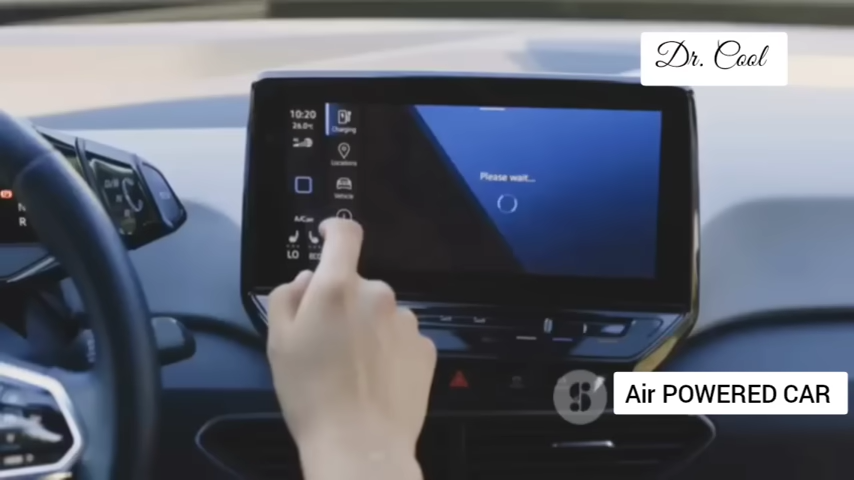 Dr. Cool
10:20
26.0°C
Charging
Locations
Vehicle
Please wait...
A/C
LO
N
R
Air POWERED CAR